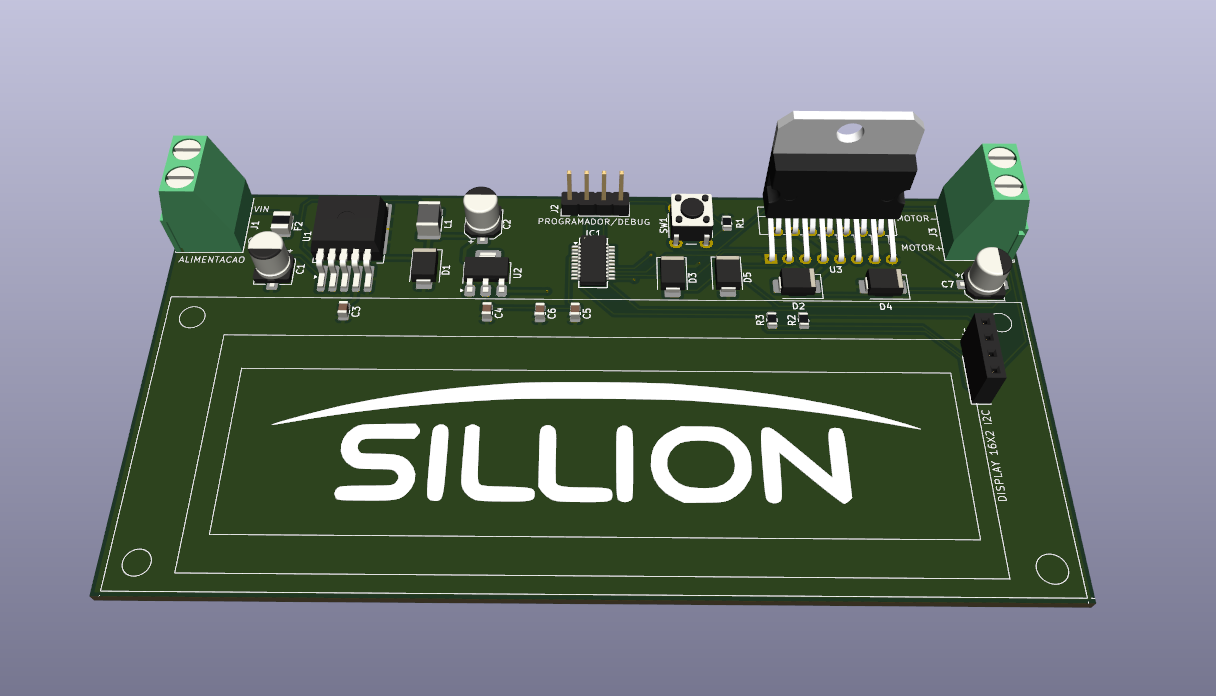 VIN
J1
F2
ALIMENTACAO
C1
U1
L1
C2
D1
U2
C3
C4
C6
C5
J2
PROGRAMADOR/DEBUG
IC1
SW1
R1
D3
D5
U3
D2
D4
R3
R2
MOTOR-
MOTOR+
J3
C7
DISPLAY 16X2 I2C
SILLION